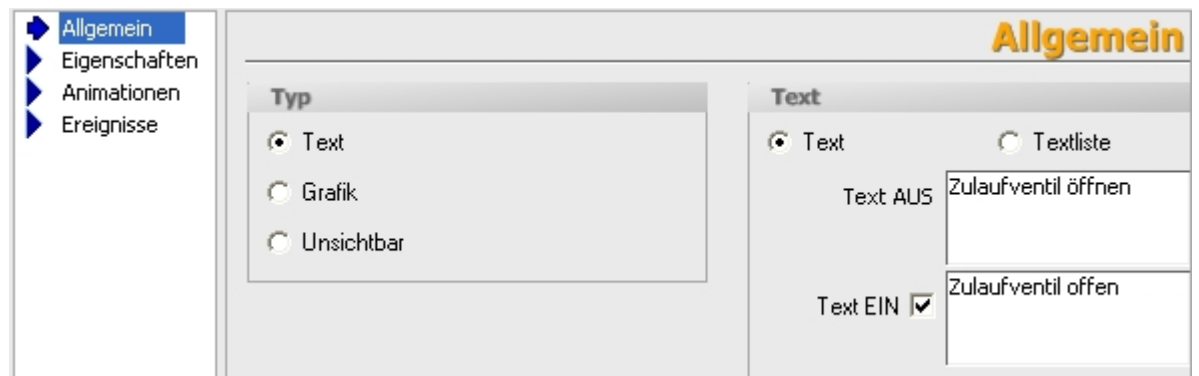 Allgemein
Eigenschaften
Animationen
Ereignisse
Allgemein
Typ
Text
Grafik
Unsichtbar
Text
Text Textliste
Text AUS Zulaufventil öffnen
Text EIN Zulaufventil offen